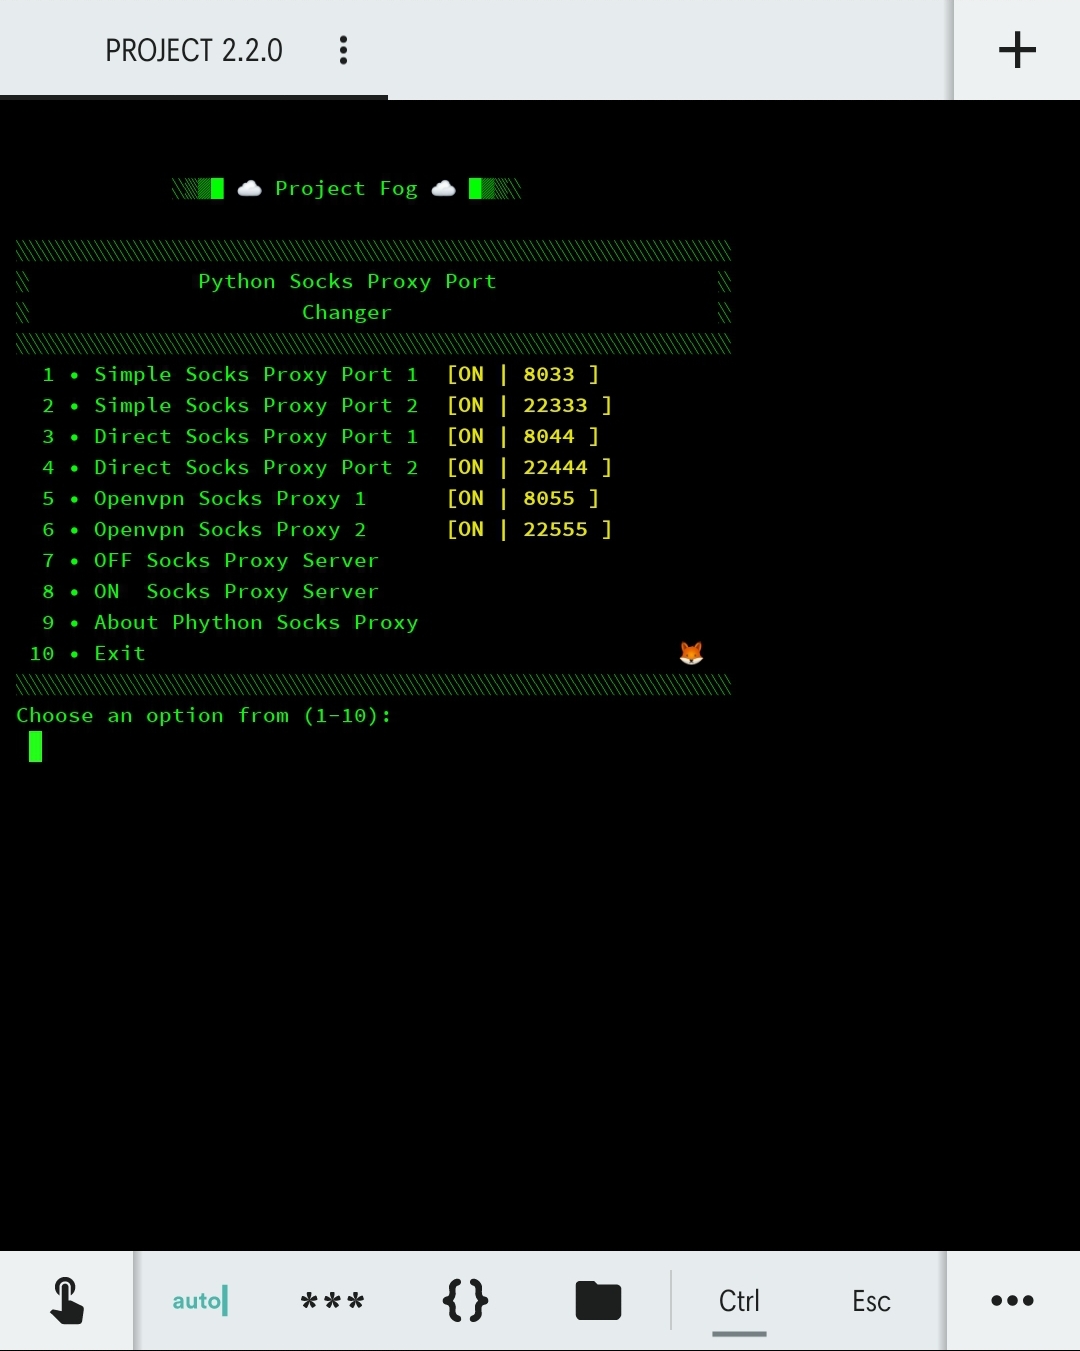 PROJECT 2.2.0
Project Fog
Python Socks Proxy Port
Changer
1 • Simple Socks Proxy Port 1 [ON | 8033 ]
2 • Simple Socks Proxy Port 2 [ON | 22333 ]
3 • Direct Socks Proxy Port 1 [ON | 8044 ]
4 • Direct Socks Proxy Port 2 [ON | 22444 ]
5 • Openvpn Socks Proxy 1 [ON | 8055 ]
6 • Openvpn Socks Proxy 2 [ON | 22555 ]
7 • OFF Socks Proxy Server
8 • ON Socks Proxy Server
9 • About Phython Socks Proxy
10 • Exit
Choose an option from (1-10):
auto
***
{}
Ctrl
Esc